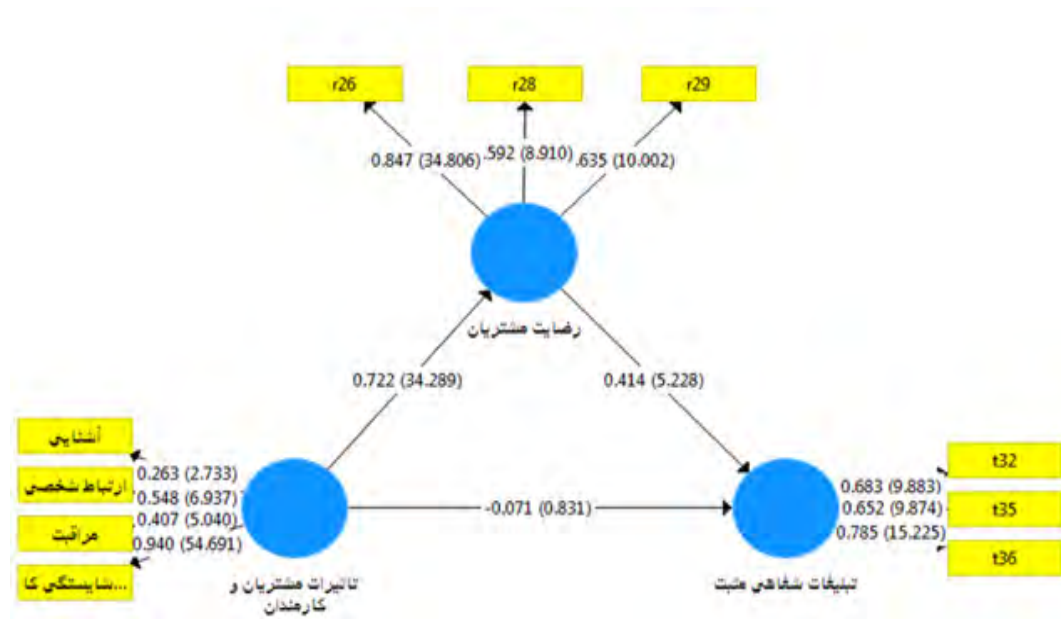 r26
r28
r29
0.847 (34.806)
.592 (8.910)
.635 (10.002)
رضایت مشتریان
0.722 (34.289)
0.414 (5.228)
آشنایی
ارتباط شخصی
مراقبت
شایستگی کا...
0.263 (2.733)
0.548 (6.937)
0.407 (5.040)
0.940 (54.691)
-0.071 (0.831)
0.683 (9.883)
0.652 (9.874)
0.785 (15.225)
t32
t35
t36
تاثیرات مشتریان و
کارمندان
تبلیغات شفاهی مثبت